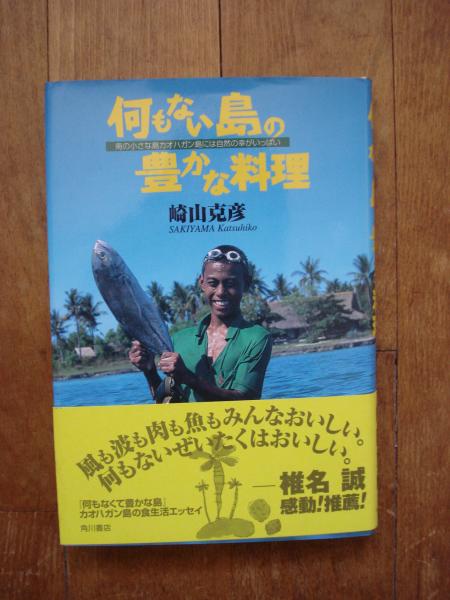 何もない島の
南の小さな島カオハガン島には自然の幸がいっぱい
豊かな料理
崎山克彦
SAKIYAMA Katsuhiko
風も波も肉も魚もみんなおいしい。
何もないぜいたくはおいしい。
椎名 誠
感動!推薦!
『何もなくて豊かな島』
カオハガン島の食生活エッセイ
角川書店